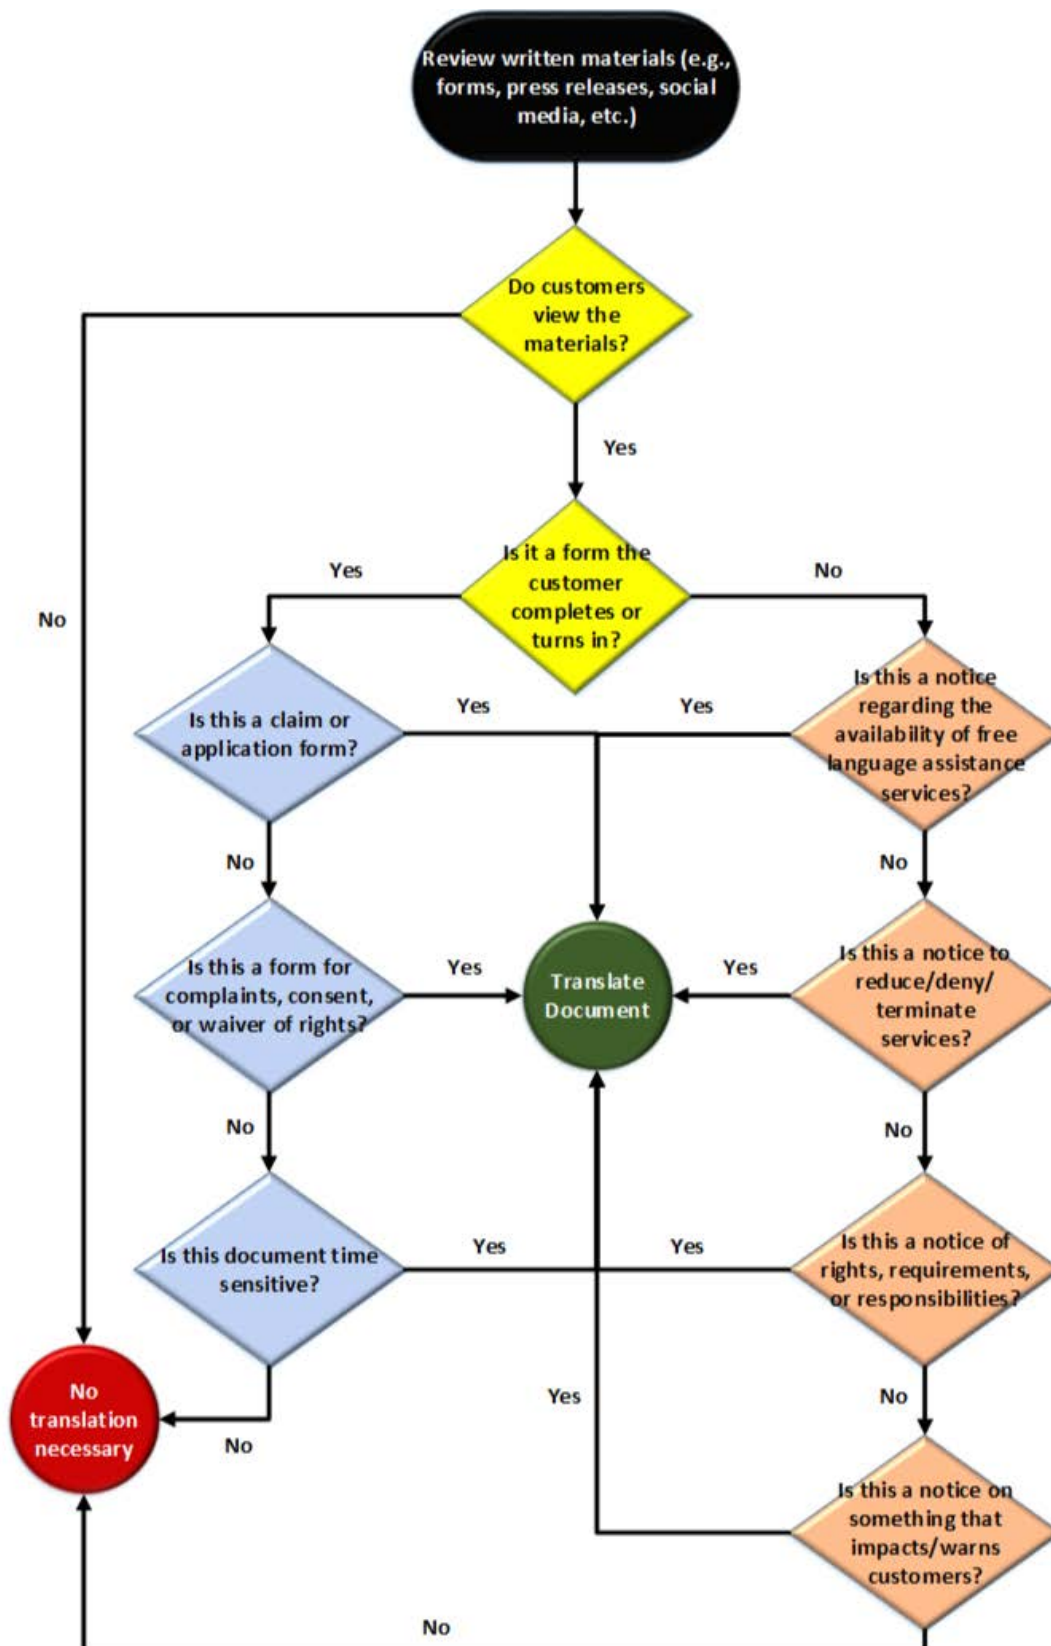 Review written materials (e.g.,
forms, press releases, social
media, etc.)
Do customers
view the
materials?
Yes
No
Is it a form the
customer
completes or
turns in?
Yes
No
Is this a claim or
application form?
Yes
Yes
Is this a notice
regarding the
availability of free
language assistance
services?
No
No
Is this a form for
complaints, consent,
or waiver of rights?
Yes
Translate
Document
Yes
Is this a notice to
reduce/deny/
terminate
services?
No
No
Is this document time
sensitive?
Yes
Yes
Is this a notice of
rights, requirements,
or responsibilities?
No
translation
necessary
No
Yes
No
Is this a notice on
something that
impacts/warns
customers?
No